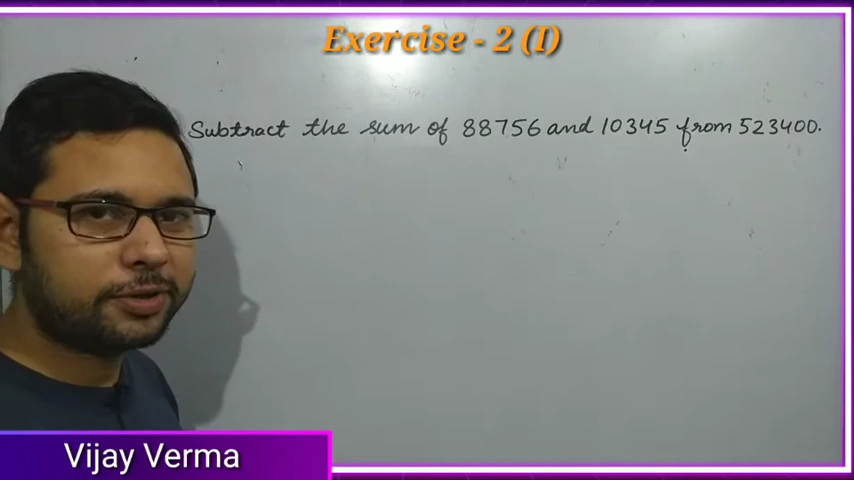 Exercise - 2 (I)
Subtract the sum of 88756 and 10345 from 523400.
Vijay Verma